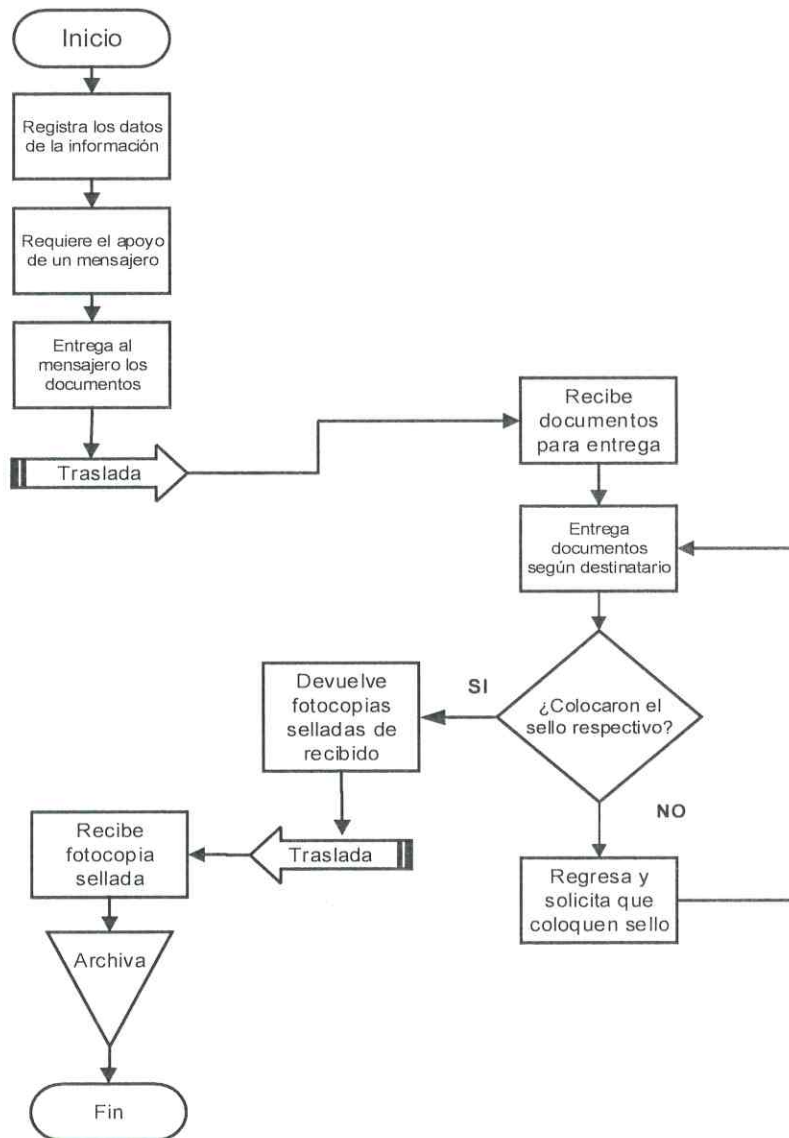 Inicio
Registra los datos
de la información
Requiere el apoyo
de un mensajero
Entrega al
mensajero los
documentos
Traslada
Recibe
documentos
para entrega
Entrega
documentos
según destinatario
¿Colocaron el
sello respectivo?
SI
NO
Devuelve
fotocopias
selladas de
recibido
Regresa y
solicita que
coloquen sello
Traslada
Recibe
fotocopia
sellada
Archiva
Fin